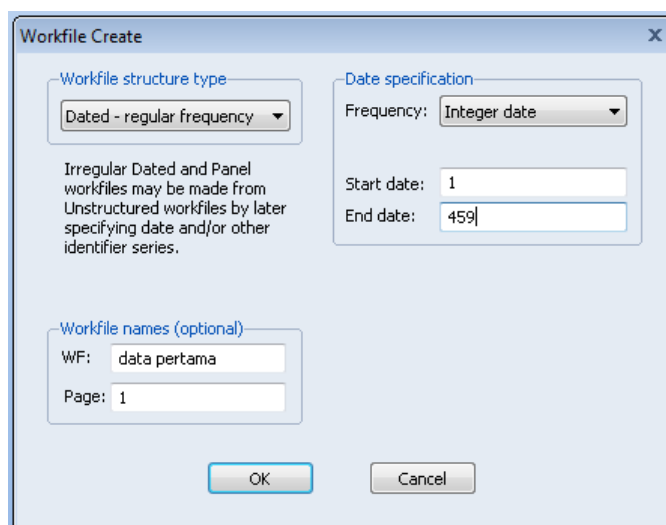 Workfile Create
x
Workfile structure type
Dated - regular frequency
Irregular Dated and Panel
workfiles may be made from
Unstructured workfiles by later
specifying date and/or other
identifier series.
Date specification
Frequency: Integer date
Start date: 1
End date: 459
Workfile names (optional)
WF: data pertama
Page: 1
OK Cancel